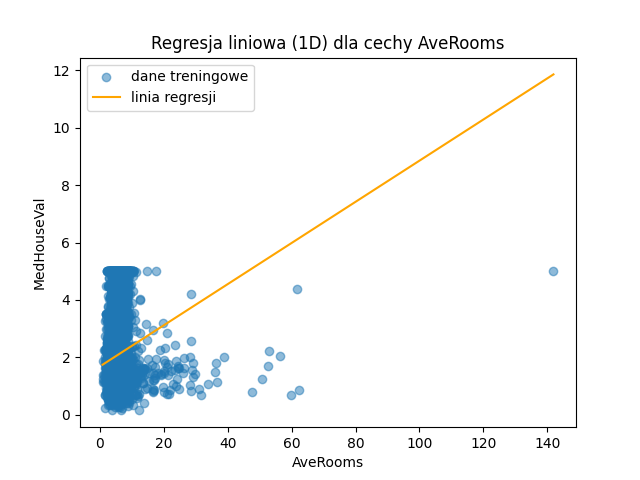 Regresja liniowa (1D) dla cechy AveRooms
dane treningowe
linia regresji
MedHouseVal
12
10
8
6
4
2
0
0 20 40 60 80 100 120 140
AveRooms